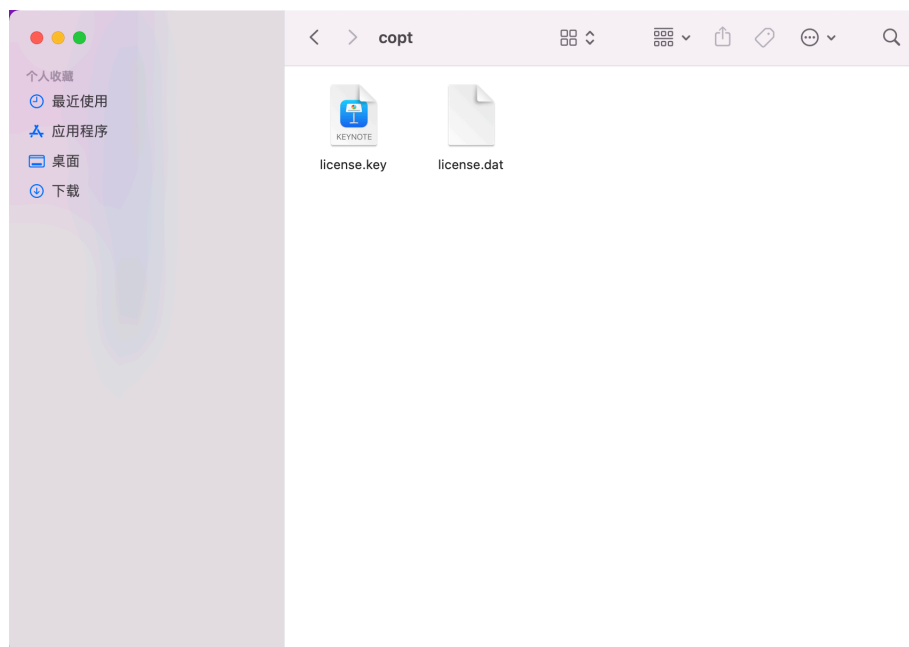 copt
个人收藏
最近使用
应用程序
桌面
下载
KEYNOTE
license.key
license.dat